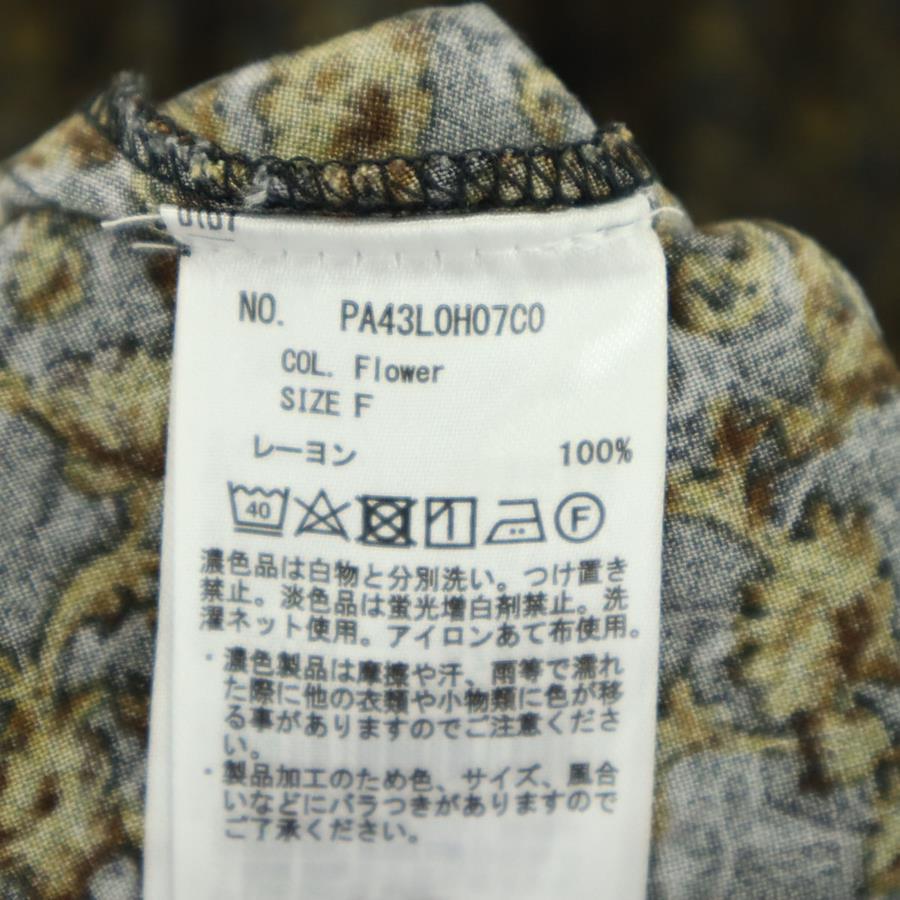 NO. PA43LOH07CO
COL. Flower
SIZE F
レーヨン 100%
40 F
濃色品は白物と分別洗い。つけ置き
禁止。淡色品は蛍光増白剤禁止。洗
濯ネット使用。アイロンあて布使用。
・濃色製品は摩擦や汗、雨等で濡れ
た際に他の衣類や小物類に色が移
る事がありますのでご注意くださ
い。
・製品加工のため色、サイズ、風合
いなどにバラつきがありますので
ご了承ください。